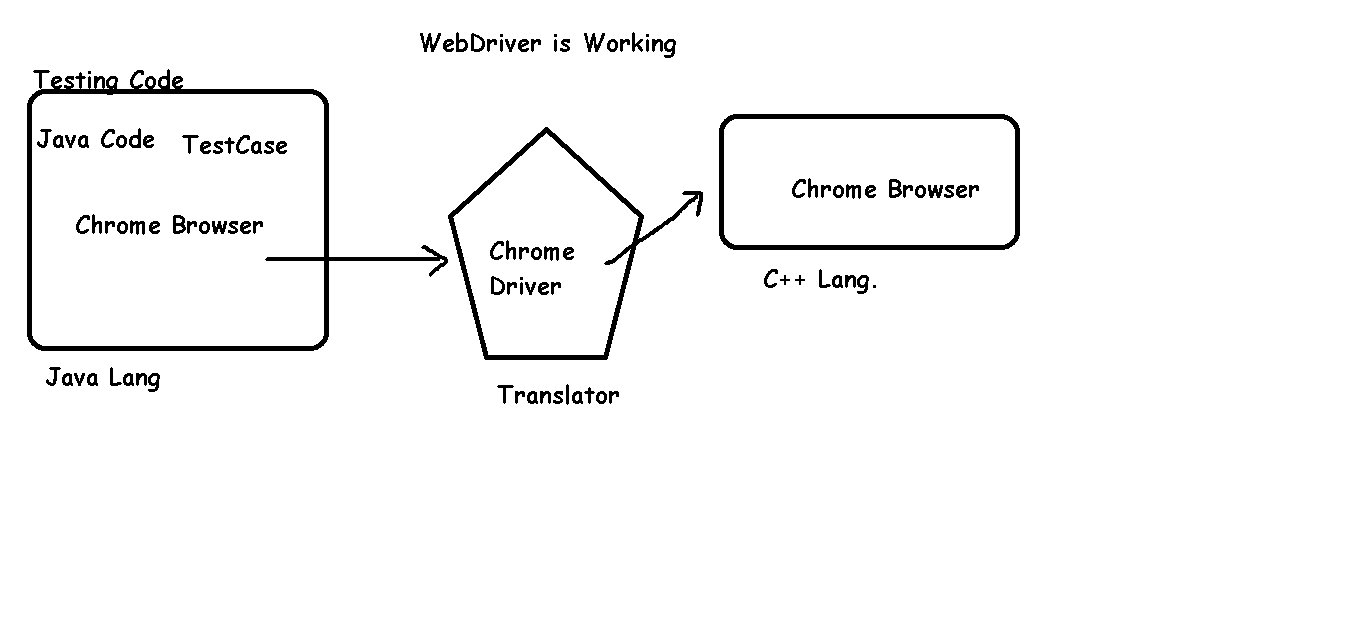 WebDriver is Working
Testing Code
Java Code TestCase
Chrome Browser
Java Lang
Chrome
Driver
Translator
Chrome Browser
C++ Lang.